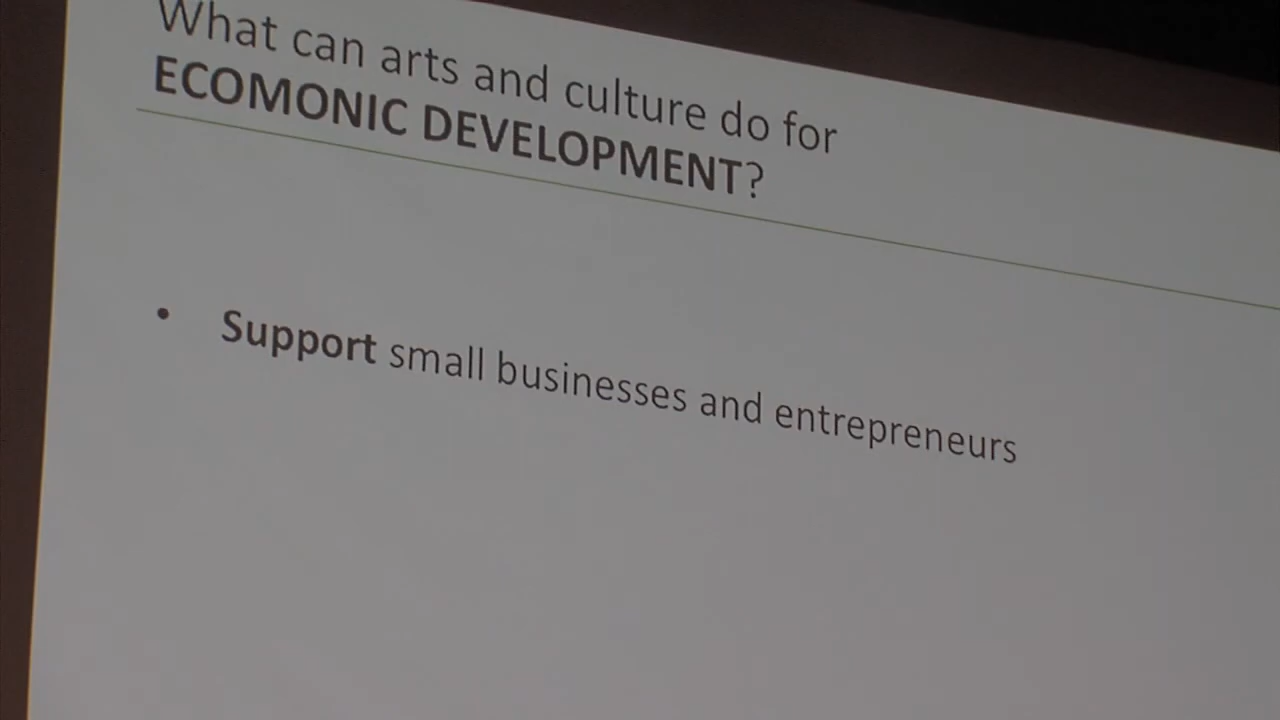 What can arts and culture do for
ECOMONIC DEVELOPMENT?
• Support small businesses and entrepreneurs